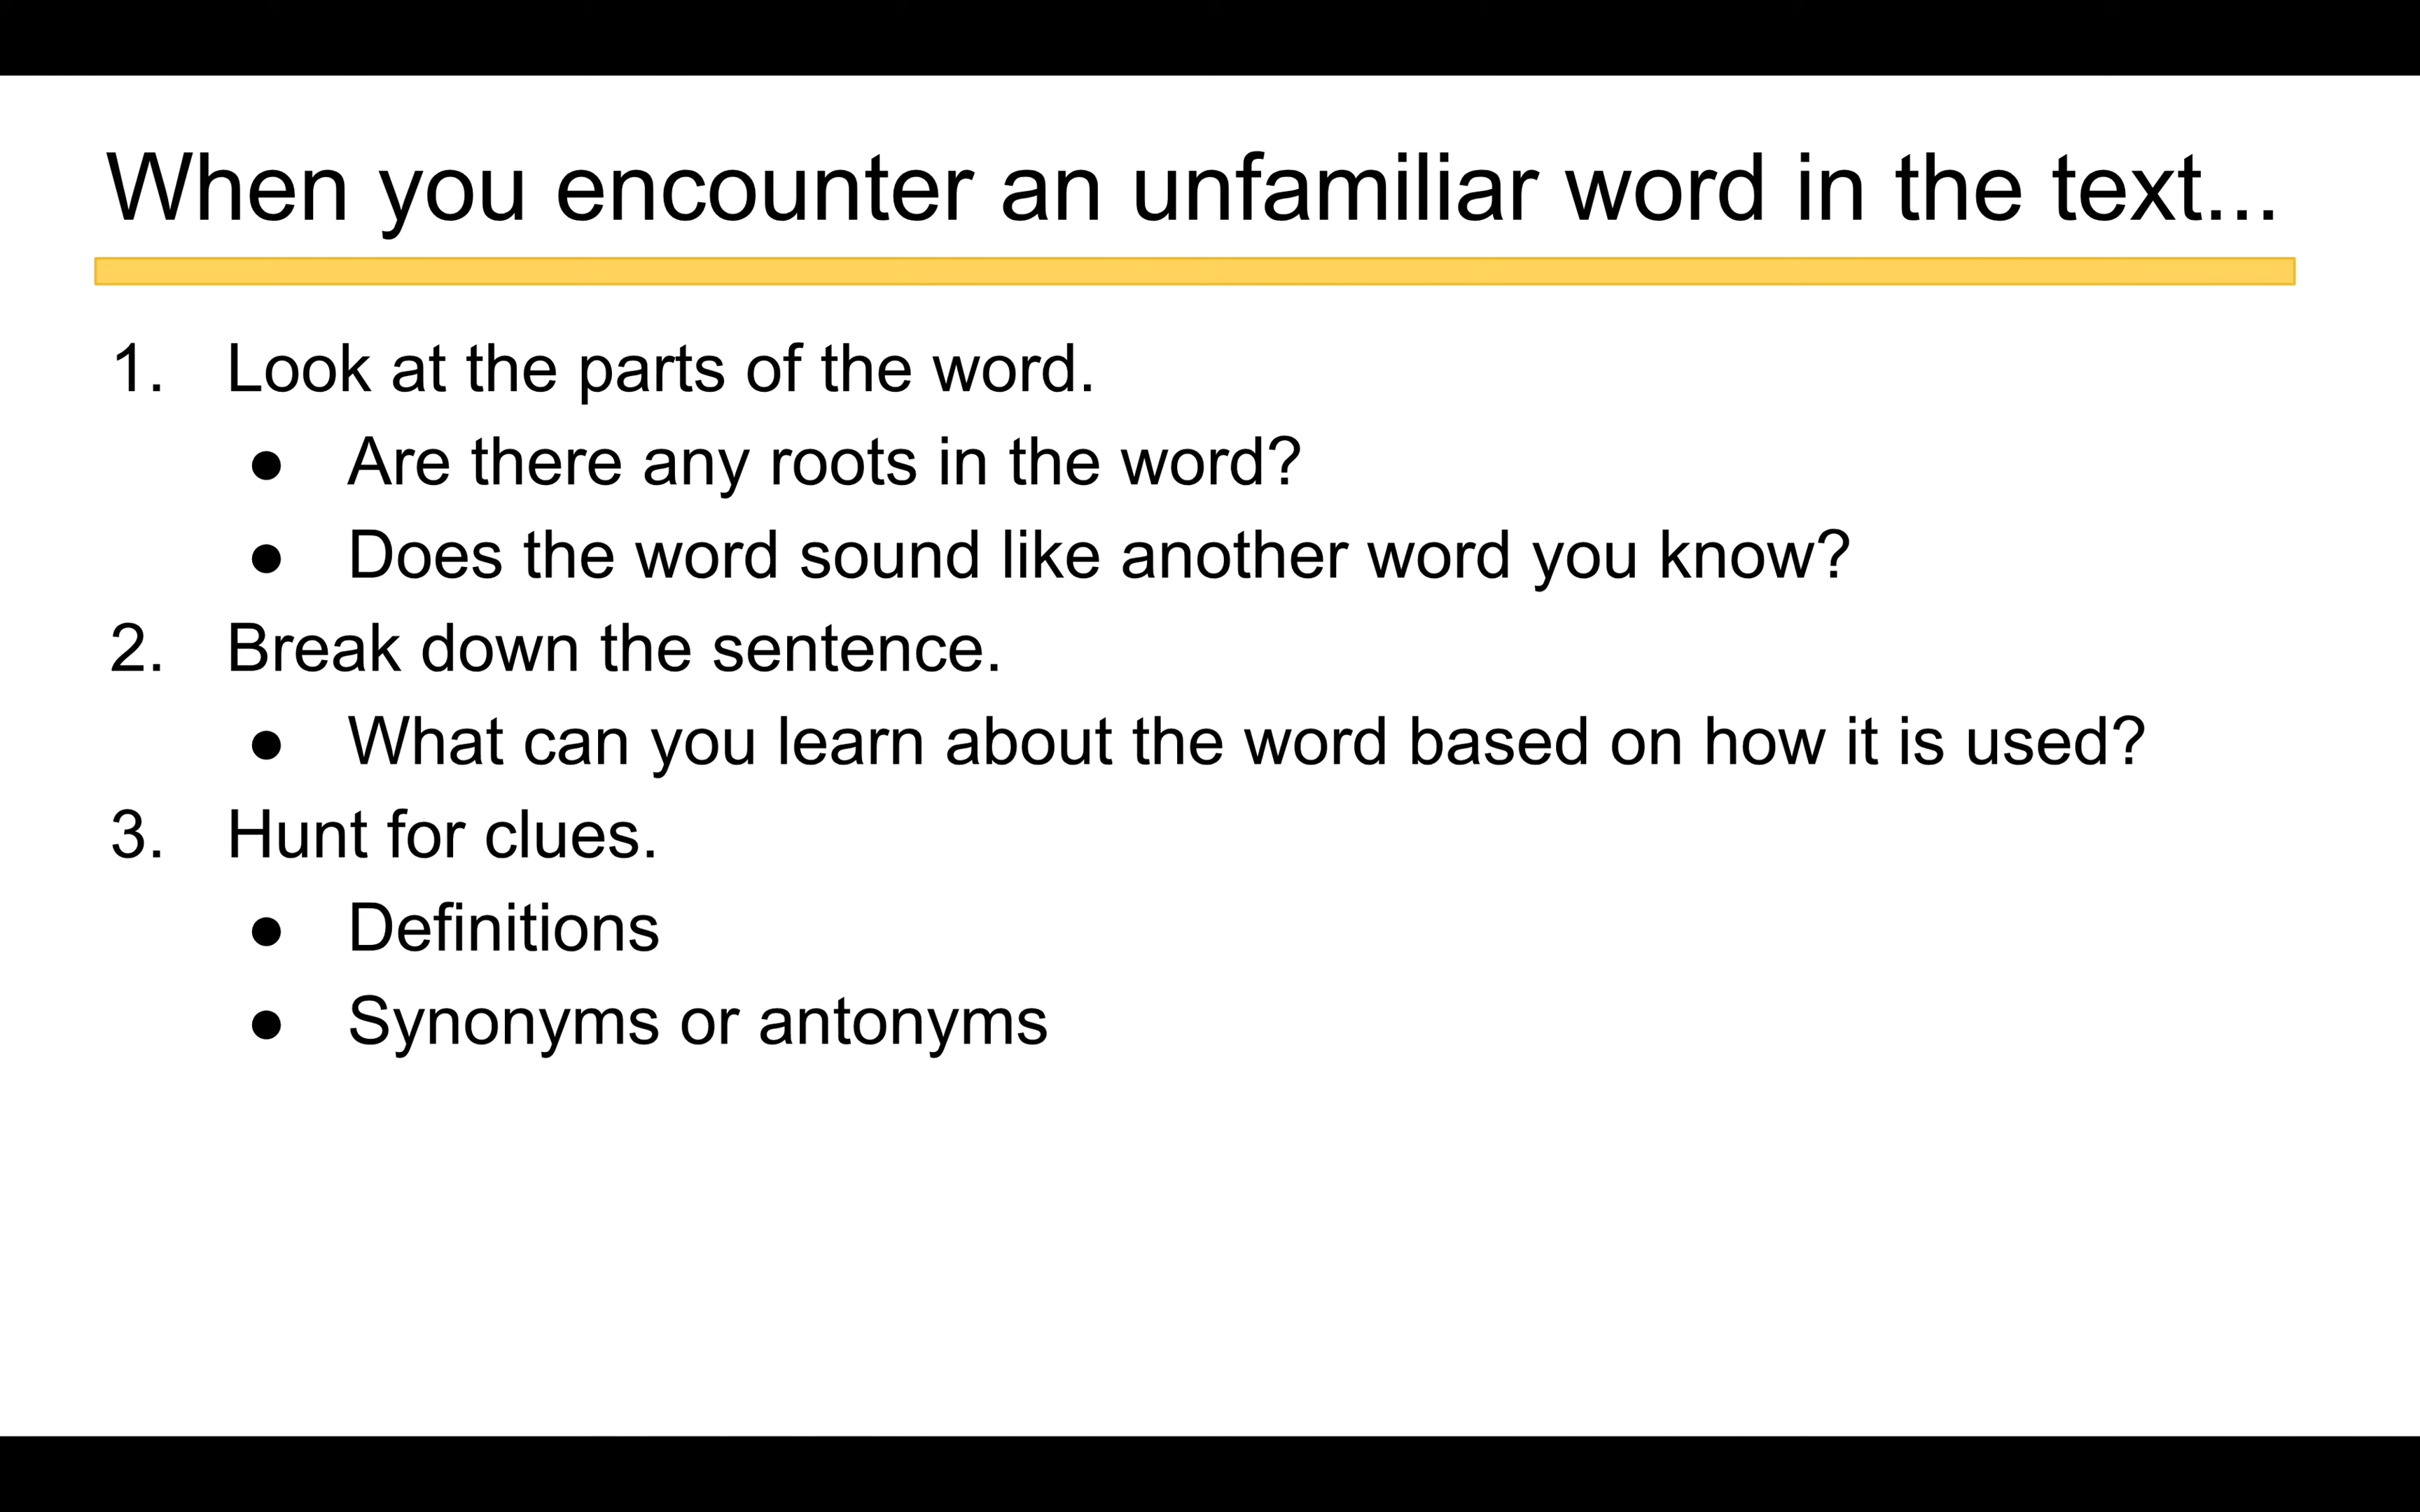 When you encounter an unfamiliar word in the text...
1. Look at the parts of the word.
● Are there any roots in the word?
● Does the word sound like another word you know?
2. Break down the sentence.
● What can you learn about the word based on how it is used?
3. Hunt for clues.
● Definitions
● Synonyms or antonyms